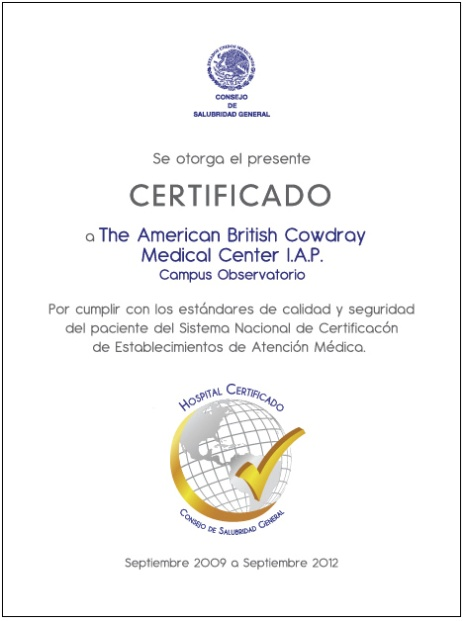 CONSEJO
DE
SALUBRIDAD GENERAL
Se otorga el presente
CERTIFICADO
a The American British Cowdray
Medical Center I.A.P.
Campus Observatorio
Por cumplir con los estándares de calidad y seguridad
del paciente del Sistema Nacional de Certificacón
de Establecimientos de Atención Médica.
HOSPITAL CERTIFICADO
CONSEJO DE SALUBRIDAD GENERAL
Septiembre 2009 a Septiembre 2012